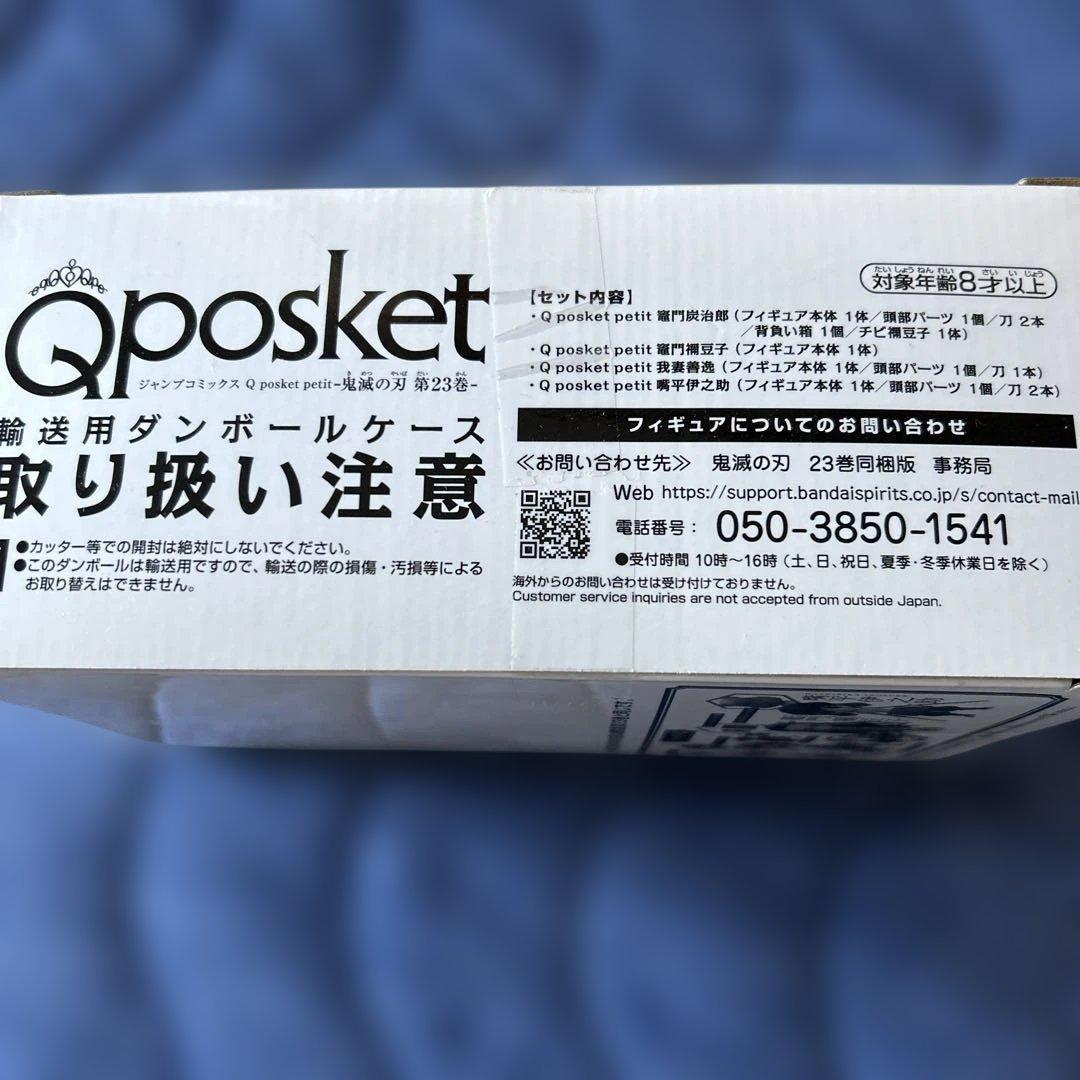 Qposket
ジャンプコミックス Q posket petit-鬼滅の刃 第23巻-
輸送用ダンボールケース
取り扱い注意
●カッター等での開封は絶対にしないでください。
●このダンボールは輸送用ですので、輸送の際の損傷・汚損等による
お取り替えはできません。
対象年齢8才以上
【セット内容】
・Q posket petit 竈門炭治郎（フィギュア本体 1体／頭部パーツ 1個／刀 2本
／背負い箱 1個／チビ禰豆子 1体）
・Q posket petit 竈門禰豆子（フィギュア本体 1体）
・Q posket petit 我妻善逸（フィギュア本体 1体／頭部パーツ 1個／刀 1本）
・Q posket petit 嘴平伊之助（フィギュア本体 1体／頭部パーツ 1個／刀 2本）
フィギュアについてのお問い合わせ
≪お問い合わせ先≫ 鬼滅の刃 23巻同梱版 事務局
Web https://support.bandaispirits.co.jp/s/contact-mail
電話番号： 050-3850-1541
●受付時間 10時～16時（土、日、祝日、夏季・冬季休業日を除く）
海外からのお問い合わせは受け付けておりません。
Customer service inquiries are not accepted from outside Japan.